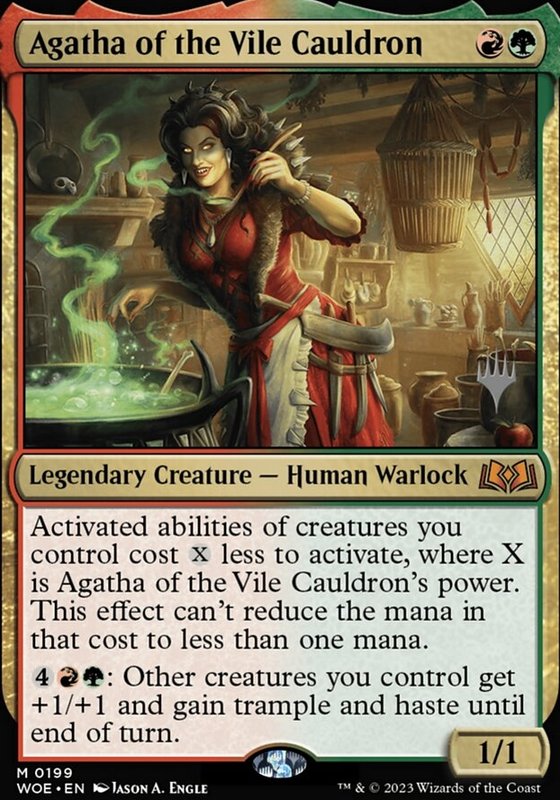 Agatha of the Vile Cauldron
Legendary Creature — Human Warlock
Activated abilities of creatures you
control cost X less to activate, where X
is Agatha of the Vile Cauldron's power.
This effect can't reduce the mana in
that cost to less than one mana.
4 : Other creatures you control get
+1/+1 and gain trample and haste until
end of turn.
1/1
M 0199
WOE • EN Jason A. Engle
™ & © 2023 Wizards of the Coast